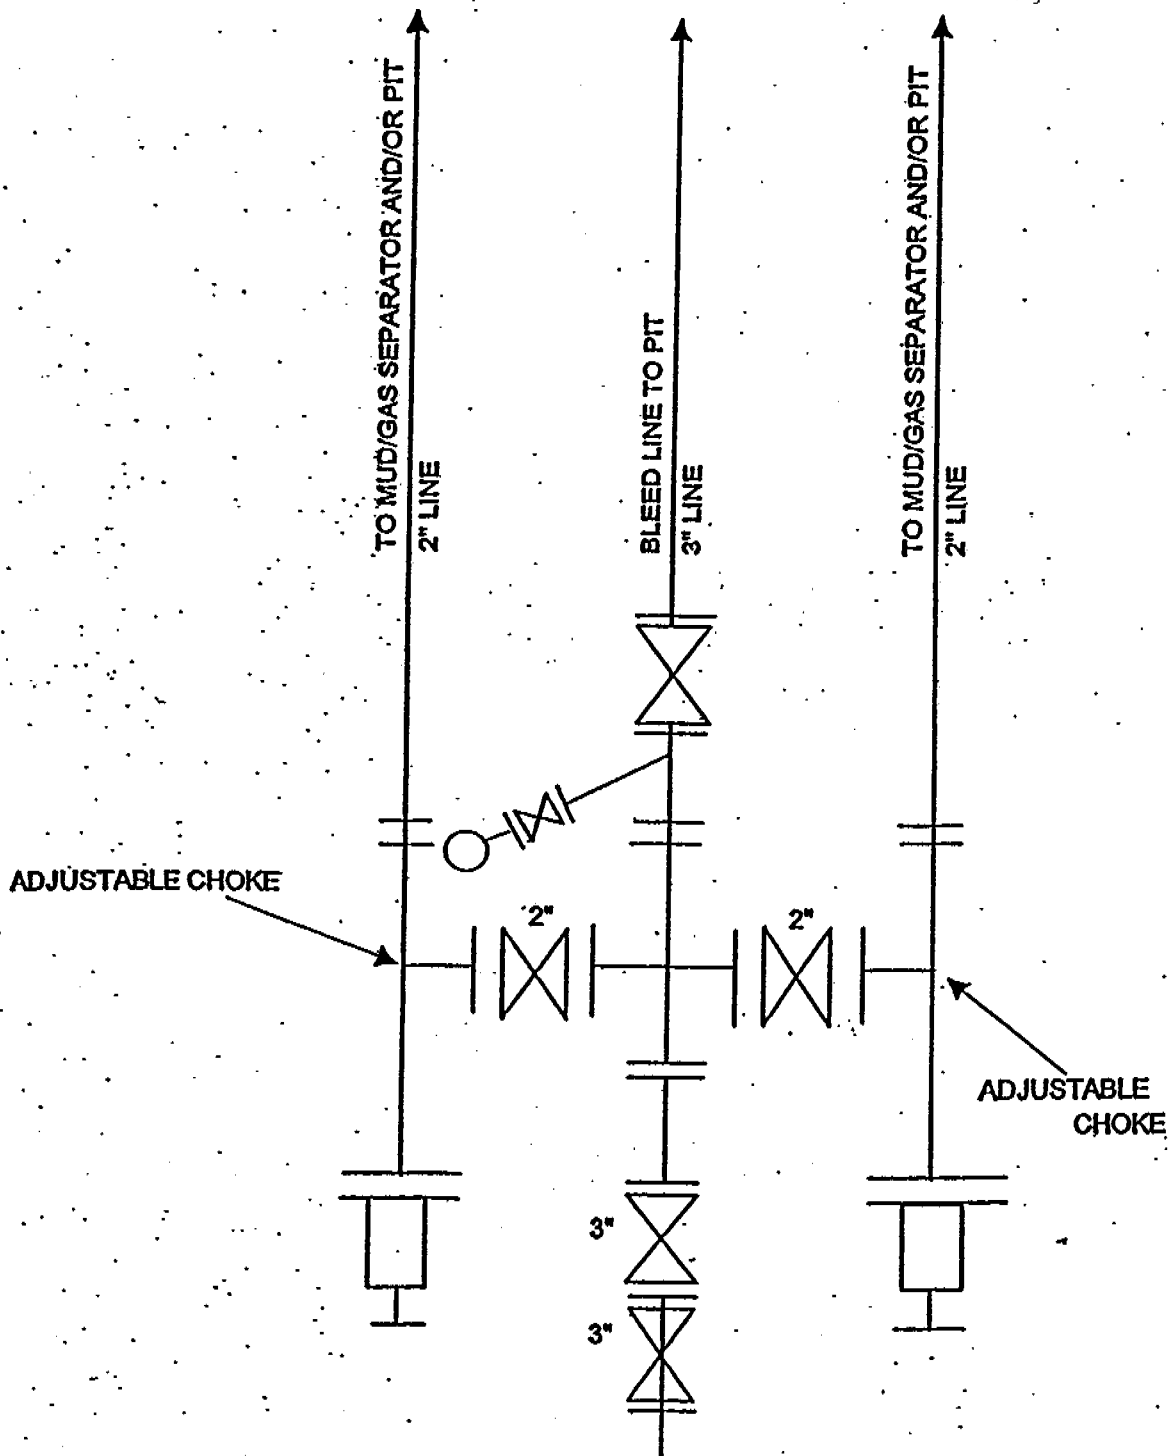 TO MUD/GAS SEPARATOR AND/OR PIT
2" LINE
BLEED LINE TO PIT
3" LINE
TO MUD/GAS SEPARATOR AND/OR PIT
2" LINE
ADJUSTABLE CHOKE
2"
2"
ADJUSTABLE
CHOKE
3"
3"